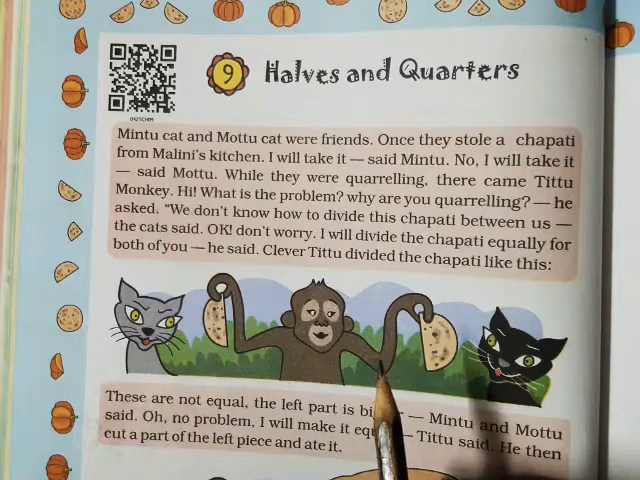 0421CH09
9 Halves and Quarters
Mintu cat and Mottu cat were friends. Once they stole a chapati
from Malini's kitchen. I will take it — said Mintu. No, I will take it
— said Mottu. While they were quarrelling, there came Tittu
Monkey. Hi! What is the problem? why are you quarrelling? — he
asked. "We don't know how to divide this chapati between us —
the cats said. OK! don't worry. I will divide the chapati equally for
both of you — he said. Clever Tittu divided the chapati like this:
These are not equal, the left part is — Mintu and Mottu
said. Oh, no problem, I will make it — Tittu said. He then
cut a part of the left piece and ate it.